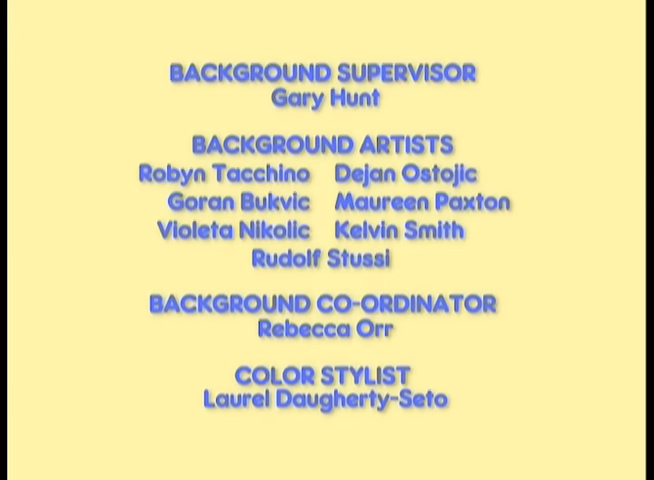 BACKGROUND SUPERVISOR
Gary Hunt
BACKGROUND ARTISTS
Robyn Tacchino Dejan Ostojic
Goran Bukvic Maureen Paxton
Violeta Nikolic Kelvin Smith
Rudolf Stussi
BACKGROUND CO-ORDINATOR
Rebecca Orr
COLOR STYLIST
Laurel Daugherty-Seto